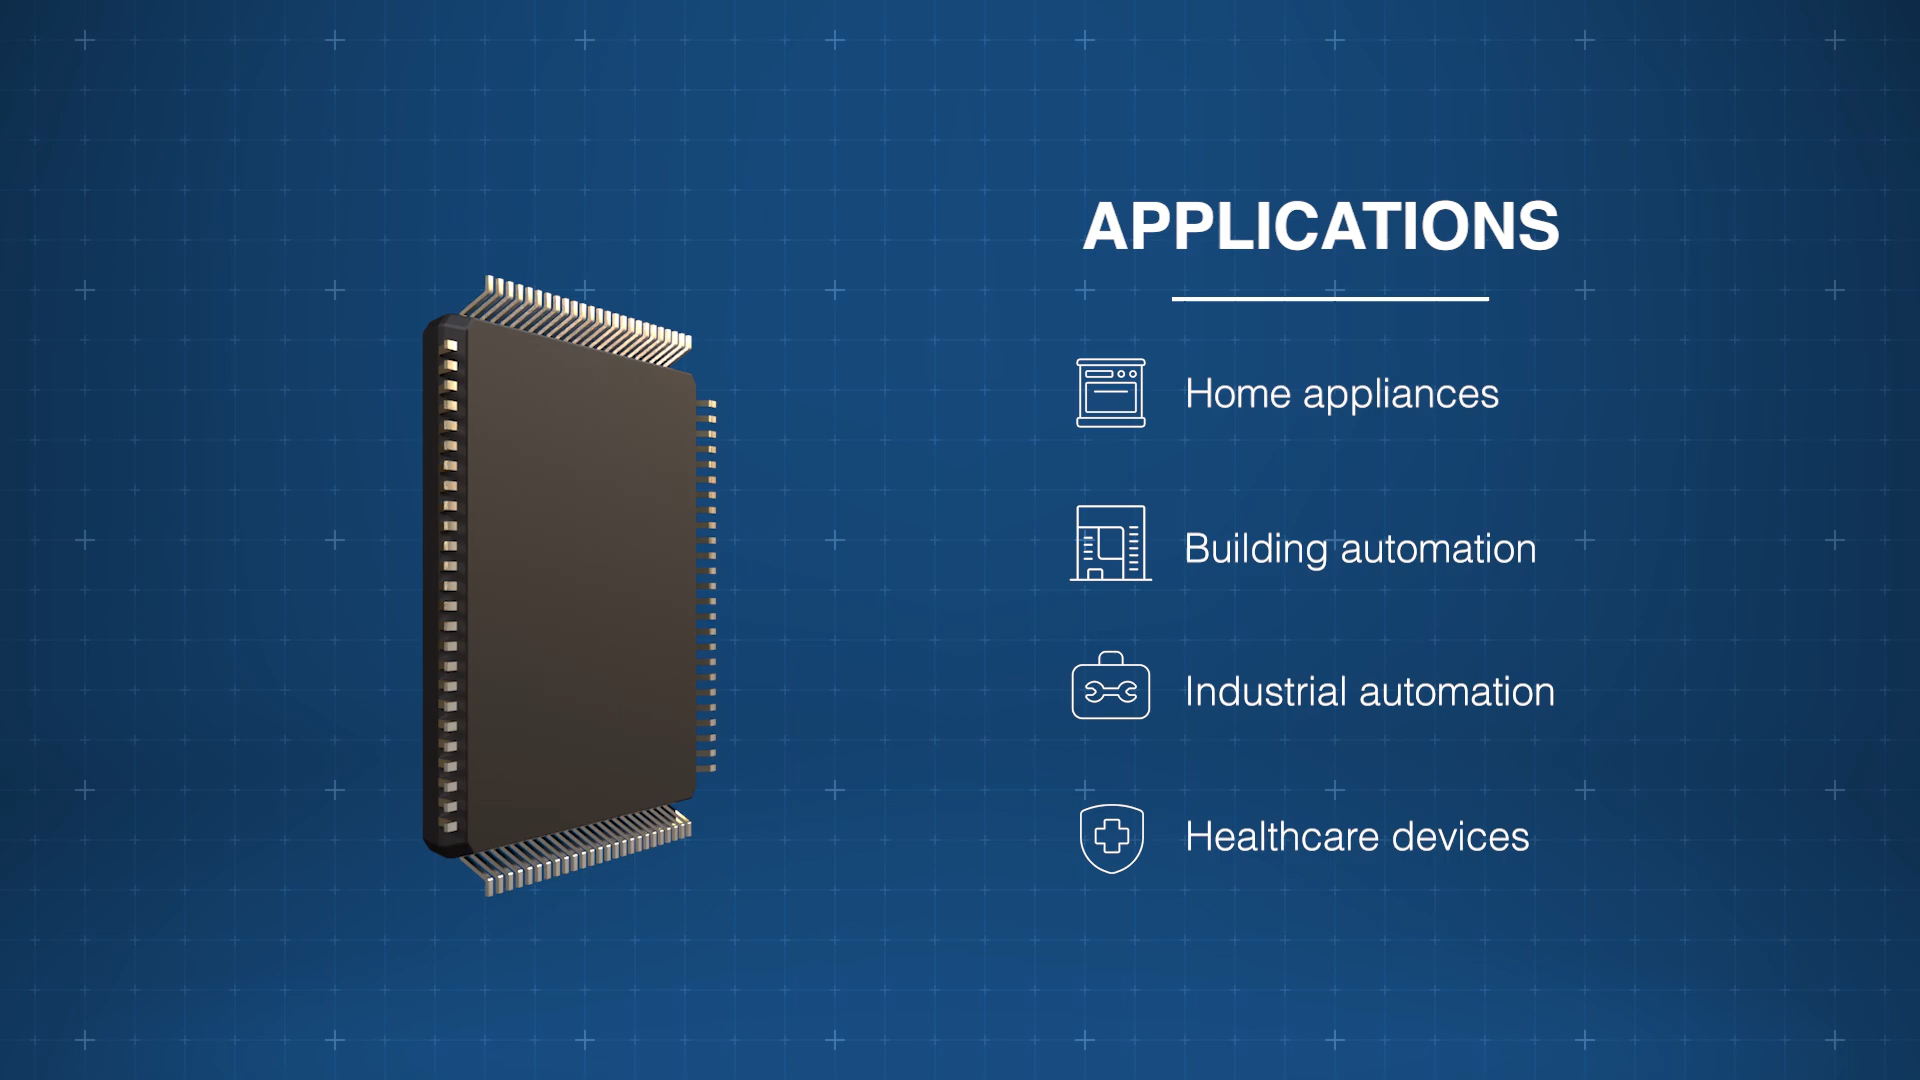 APPLICATIONS
Home appliances
Building automation
Industrial automation
Healthcare devices